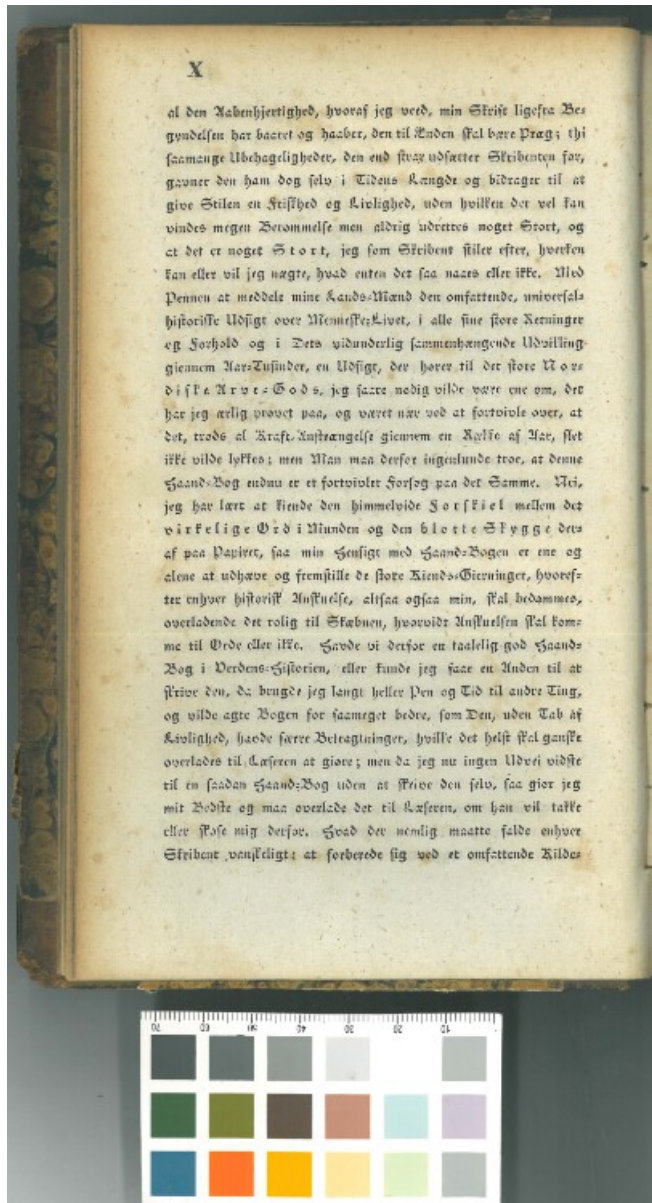 X
al den Aabenhjertighed, hvoraf jeg veed, min Skrift ligefra Be=
gyndelsen har baaret og haaber, den til Enden skal bære Præg; thi
saamange Ubehageligheder, den end strax udsætter Skribenten for,
gavner den ham dog selv i Tidens Længde og bidrager til at
give Stilen en Friskhed og Livlighed, uden hvilken der vel kan
vindes megen Berømmelse men aldrig udrettes noget Stort, og
at det er noget Stort, jeg som Skribent stiler efter, hverken
kan eller vil jeg nægte, hvad enten det saa naaes eller ikke. Med
Pennen at meddele mine Lands=Mænd den omfattende, universal=
historiske Udsigt over Menneske=Livet, i alle sine store Retninger
og Forhold og i Dets vidunderlig sammenhængende Udvikling
giennem Aar=Tusinder, en Udsigt, der hører til det store Nor=
diske Arve=Gods, jeg saare nødig vilde være ene om, det
har jeg ærlig prøvet paa, og været nær ved at fortvivle over, at
det, trods al Kraft=Anstrængelse giennem en Række af Aar, slet
ikke vilde lykkes; men Man maa derfor ingenlunde troe, at denne
Haand=Bog endnu er et fortvivlet Forsøg paa det Samme. Nei,
jeg har lært at kiende den himmelvide Forskiel mellem det
virkelige Ord i Munden og den blotte Skygge der=
af paa Papiret, saa min Hensigt med Haand=Bogen er ene og
alene at udhæve og fremstille de store Kiends=Gierninger, hvoref=
ter enhver historisk Anskuelse, altsaa ogsaa min, skal bedømmes,
overladende det rolig til Skæbnen, hvorvidt Anskuelsen skal kom=
me til Orde eller ikke. Havde vi derfor en taalelig god Haand=
Bog i Verdens=Historien, eller kunde jeg faae en Anden til at
skrive den, da brugde jeg langt heller Pen og Tid til andre Ting,
og vilde agte Bogen for saameget bedre, som Den, uden Tab af
Livlighed, havde færre Betragtninger, hvilke det helst skal ganske
overlades til Læseren at giøre; men da jeg nu ingen Udvei vidste
til en saadan Haand=Bog uden at skrive den selv, saa giør jeg
mit Bedste og maa overlade det til Læseren, om han vil takke
eller skose mig derfor. Hvad der nemlig maatte falde enhver
Skribent vanskeligt: at forberede sig ved et omfattende Kilde=
70 60 50 40 30 20 10